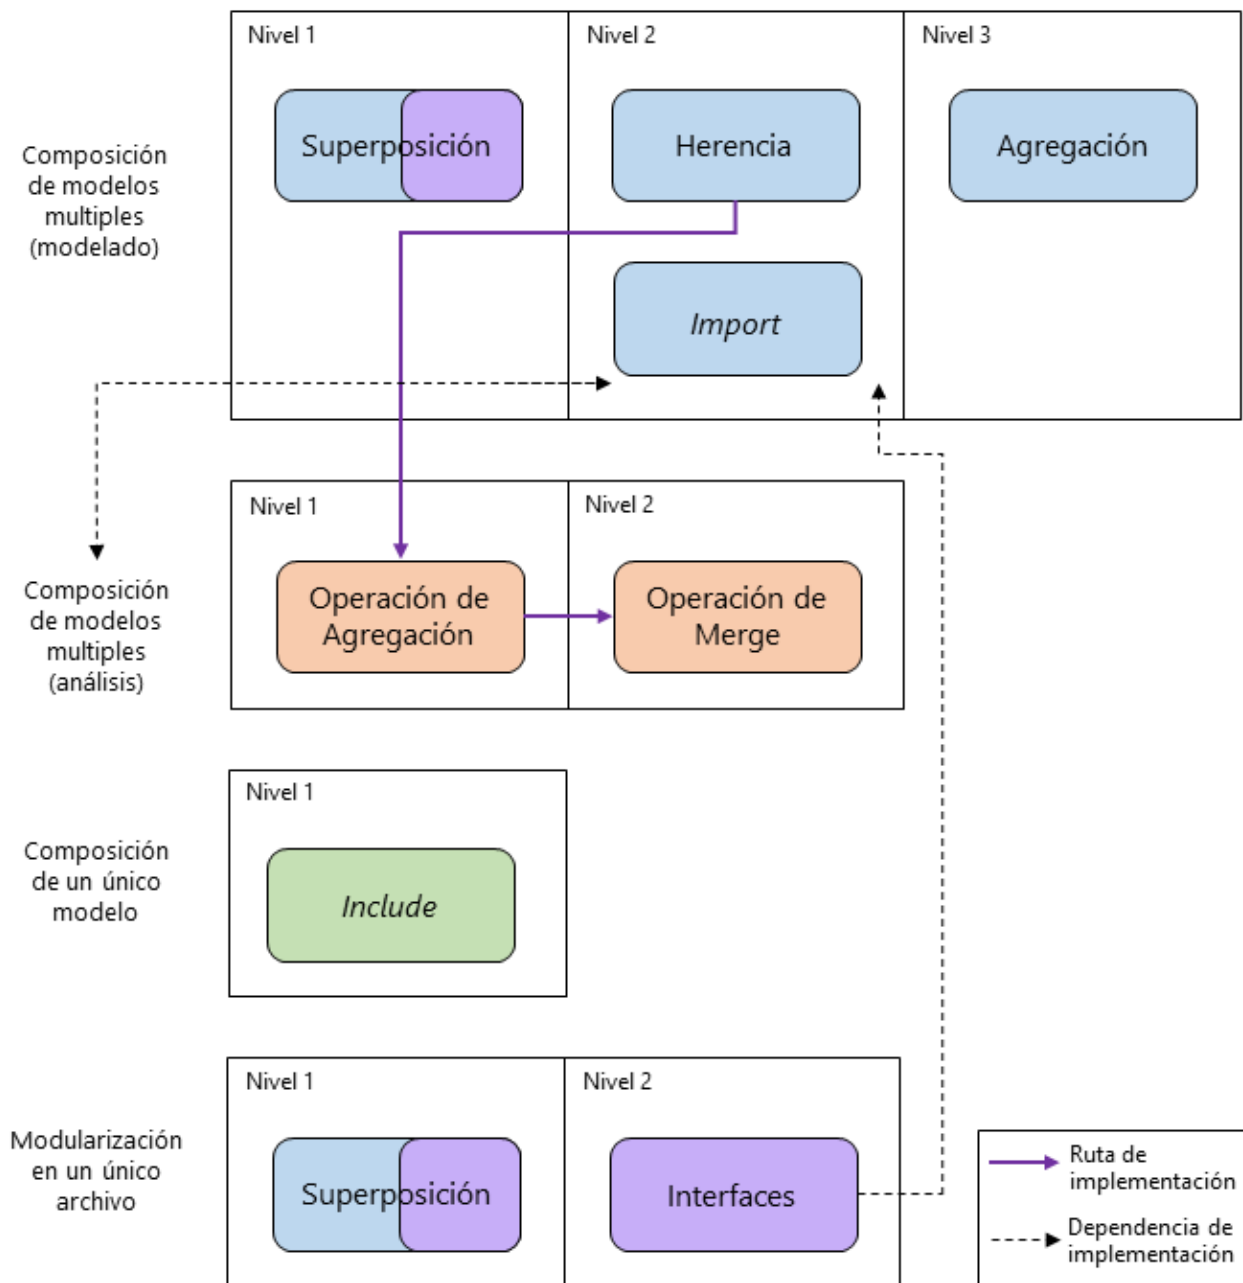 Nivel 1
Nivel 2
Nivel 3
Composición
de modelos
multiples
(modelado)
Superposición
Herencia
Agregación
Import
Nivel 1
Nivel 2
Composición
de modelos
multiples
(análisis)
Operación de
Agregación
Operación de
Merge
Nivel 1
Composición
de un único
modelo
Include
Nivel 1
Nivel 2
Modularización
en un único
archivo
Superposición
Interfaces
Ruta de
implementación
Dependencia de
implementación